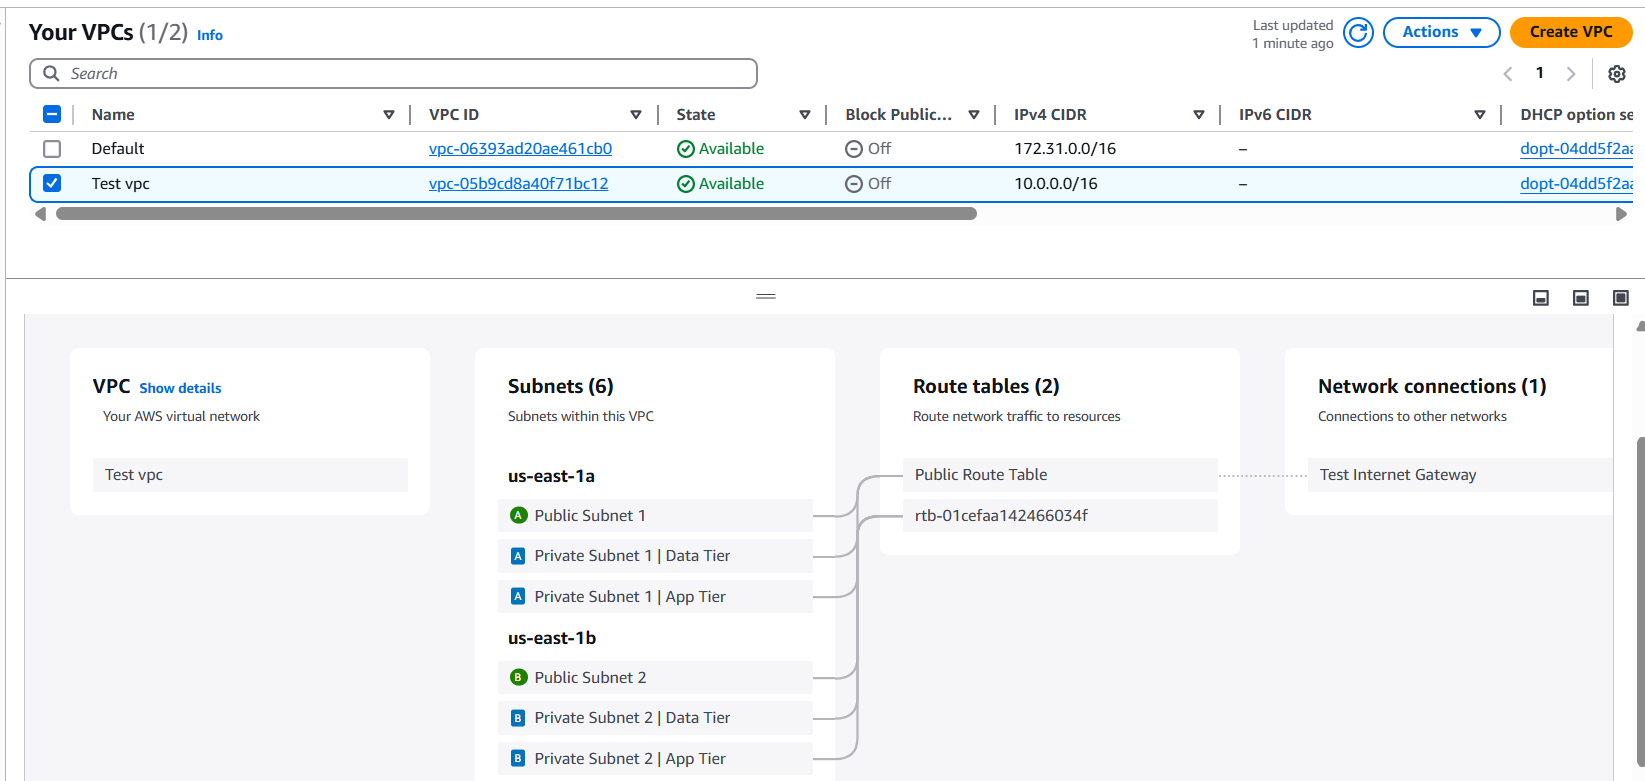 Your VPCs (1/2) Info
Last updated
1 minute ago
Actions
Create VPC
Search
1
Name VPC ID State Block Public... IPv4 CIDR IPv6 CIDR DHCP option se
Default vpc-06393ad20ae461cb0 Available Off 172.31.0.0/16 – dopt-04dd5f2aa
Test vpc vpc-05b9cd8a40f71bc12 Available Off 10.0.0.0/16 – dopt-04dd5f2aa
VPC Show details
Your AWS virtual network
Test vpc
Subnets (6)
Subnets within this VPC
us-east-1a
A Public Subnet 1
A Private Subnet 1 | Data Tier
A Private Subnet 1 | App Tier
us-east-1b
B Public Subnet 2
B Private Subnet 2 | Data Tier
B Private Subnet 2 | App Tier
Route tables (2)
Route network traffic to resources
Public Route Table
rtb-01cefaa142466034f
Network connections (1)
Connections to other networks
Test Internet Gateway